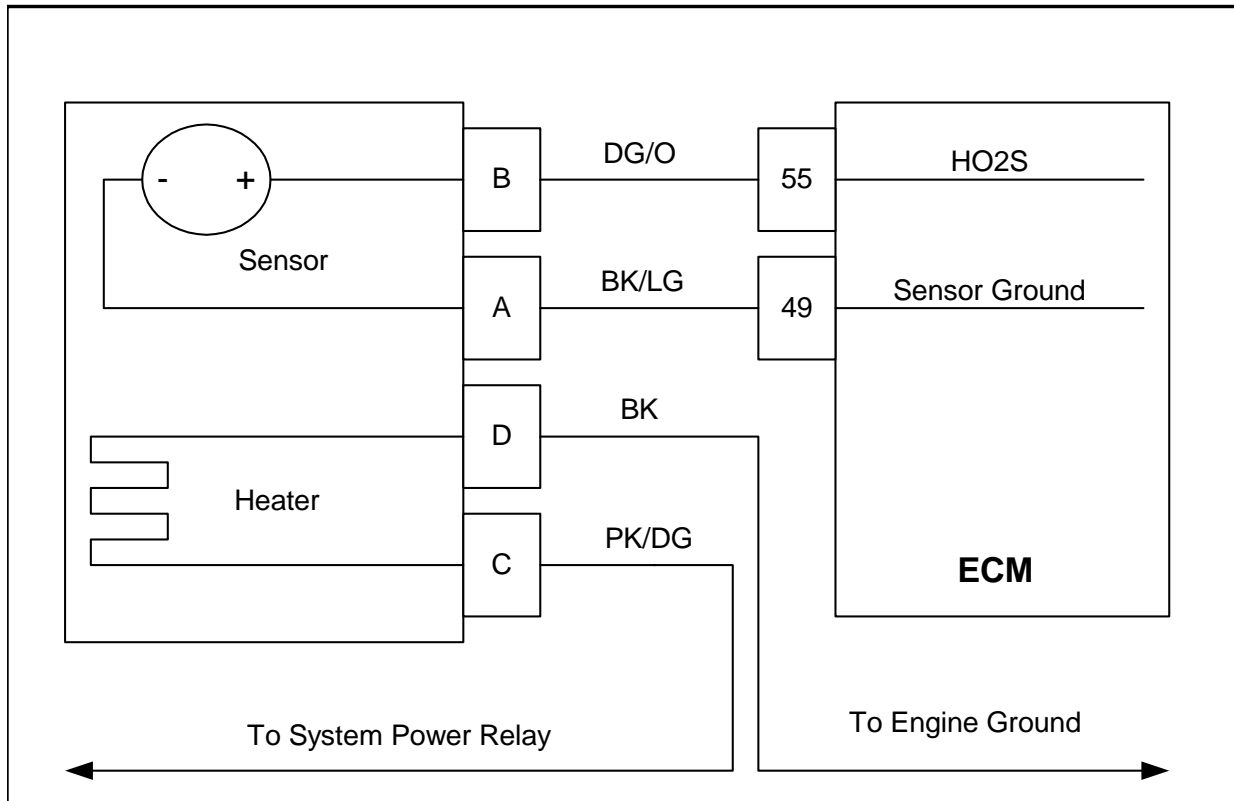 DG/O
HO2S
- +
B
55
Sensor
BK/LG
Sensor Ground
A
49
BK
D
Heater
PK/DG
C
ECM
To System Power Relay
To Engine Ground